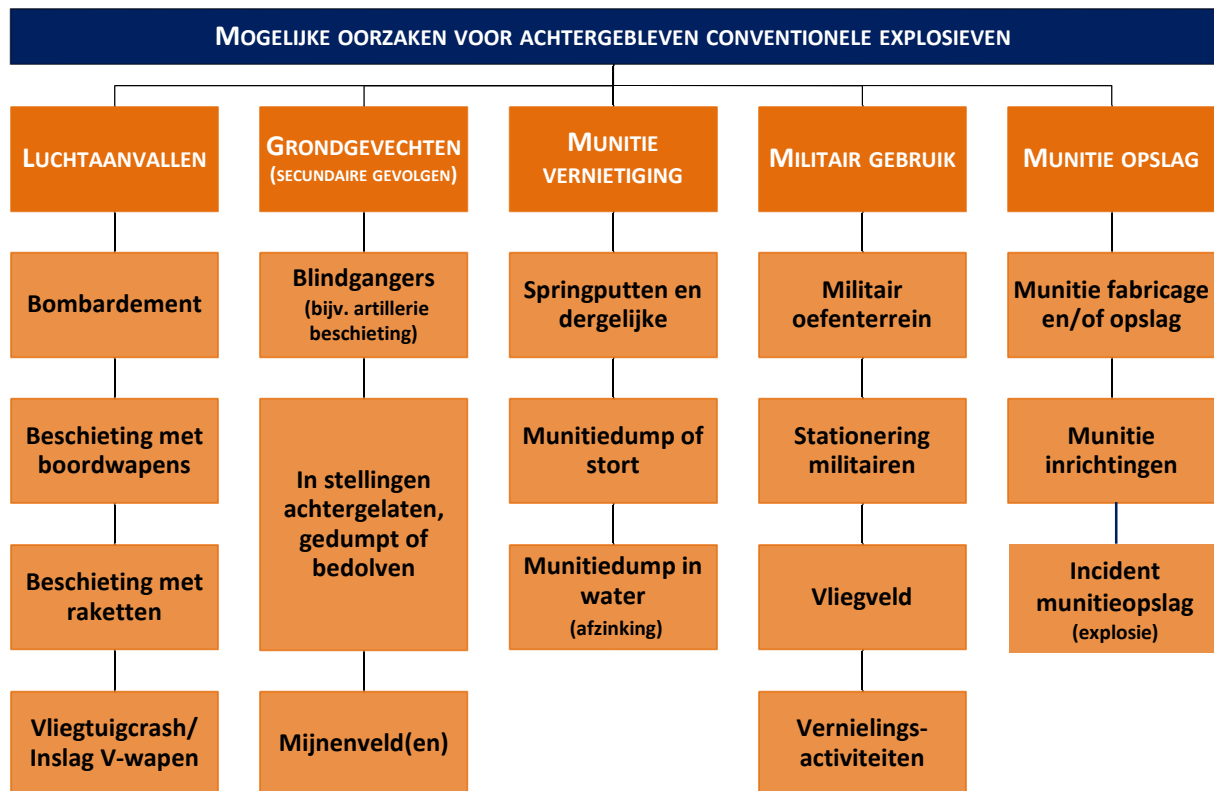 MOGELIJKE OORZAKEN VOOR ACHTERGEBLEVEN CONVENTIONELE EXPLOSIEVEN
LUCHTAANVALLEN
Bombardement
Beschieting met
boordwapens
Beschieting met
raketten
Vliegtuigcrash/
Inslag V-wapen
GRONDGEVECHTEN
(SECUNDAIRE GEVOLGEN)
Blindgangers
(bijv. artillerie
beschieting)
In stellingen
achtergelaten,
gedumpt of
bedolven
Mijnenveld(en)
MUNITIE
VERNIETIGING
Springputten en
dergelijke
Munitiedump of
stort
Munitiedump in
water
(afzinking)
MILITAIR GEBRUIK
Militair
oefenterrein
Stationering
militairen
Vliegveld
Vernielings-
activiteiten
MUNITIE OPSLAG
Munitie fabricage
en/of opslag
Munitie
inrichtingen
Incident
munitieopslag
(explosie)